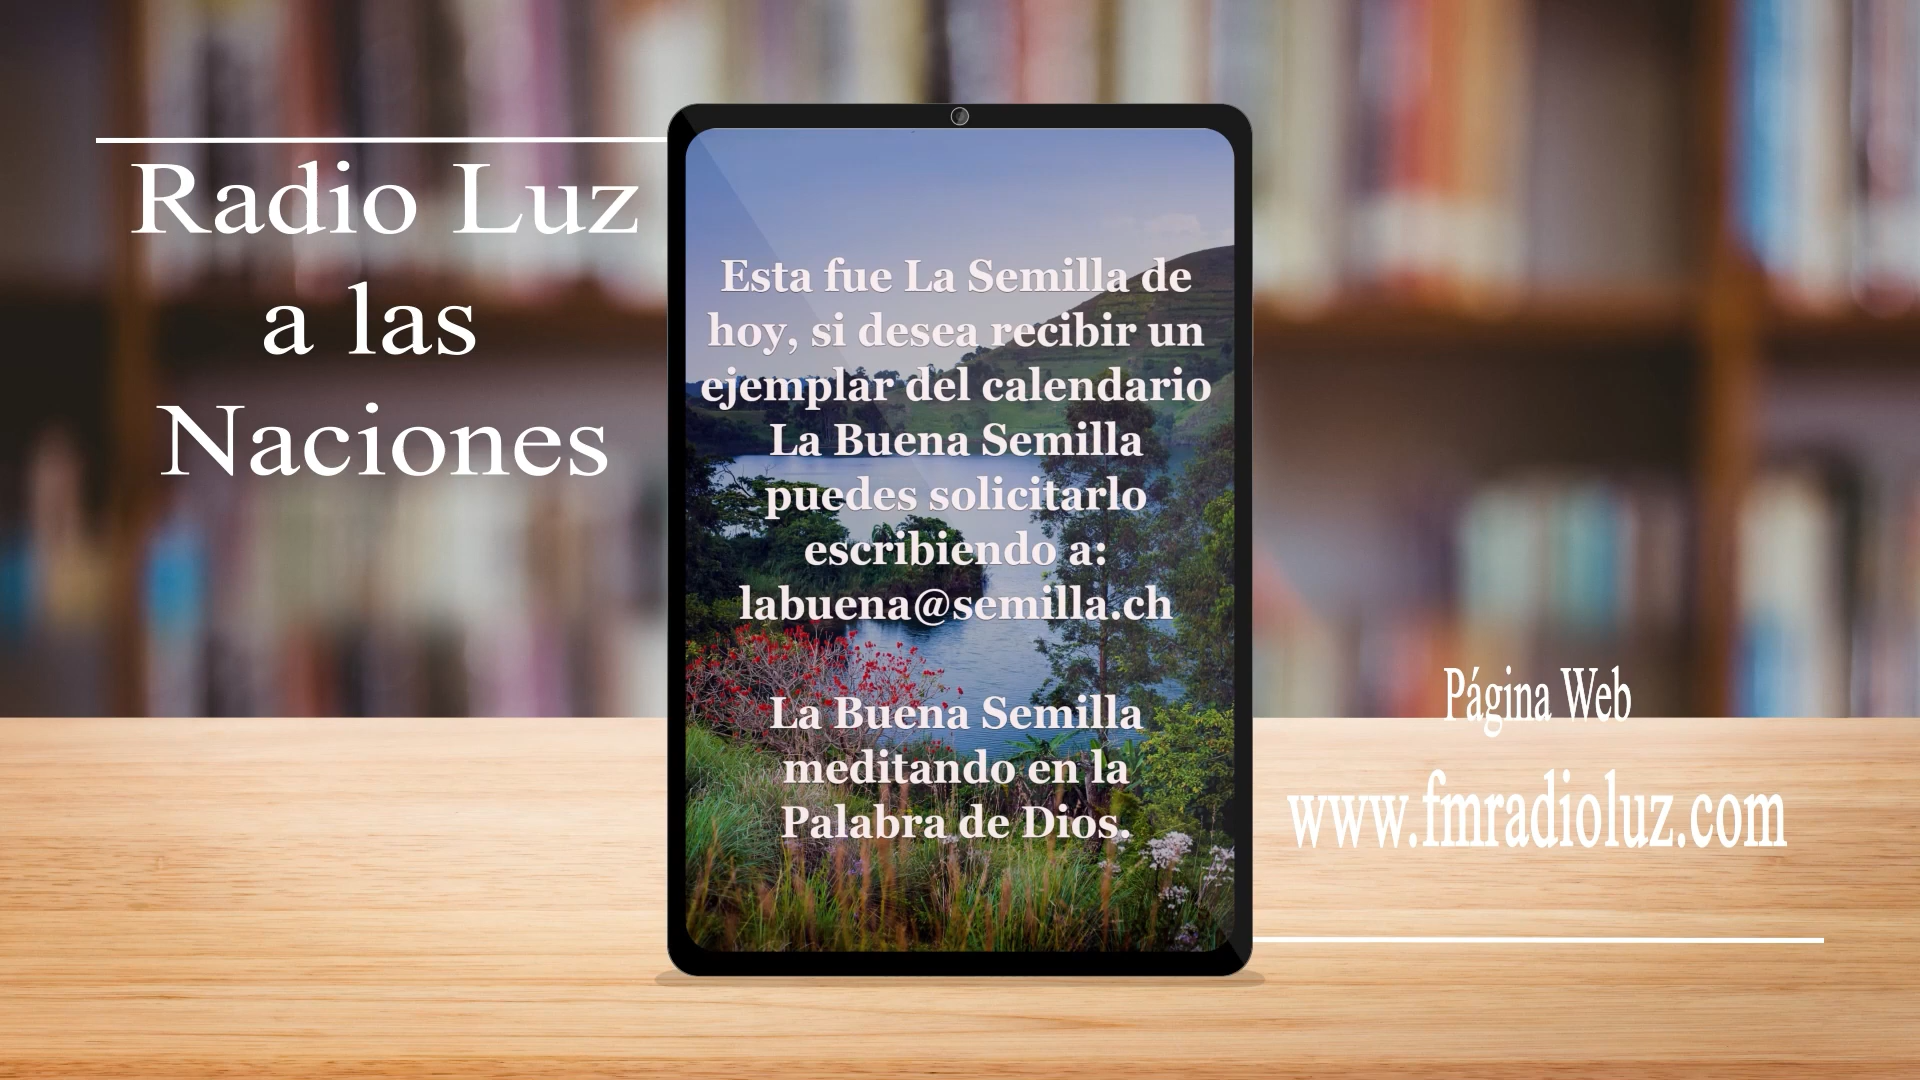 Radio Luz
a las
Naciones
Esta fue La Semilla de
hoy, si desea recibir un
ejemplar del calendario
La Buena Semilla
puedes solicitarlo
escribiendo a:
labuena@semilla.ch
La Buena Semilla
meditando en la
Palabra de Dios.
Página Web
www.fmradioluz.com